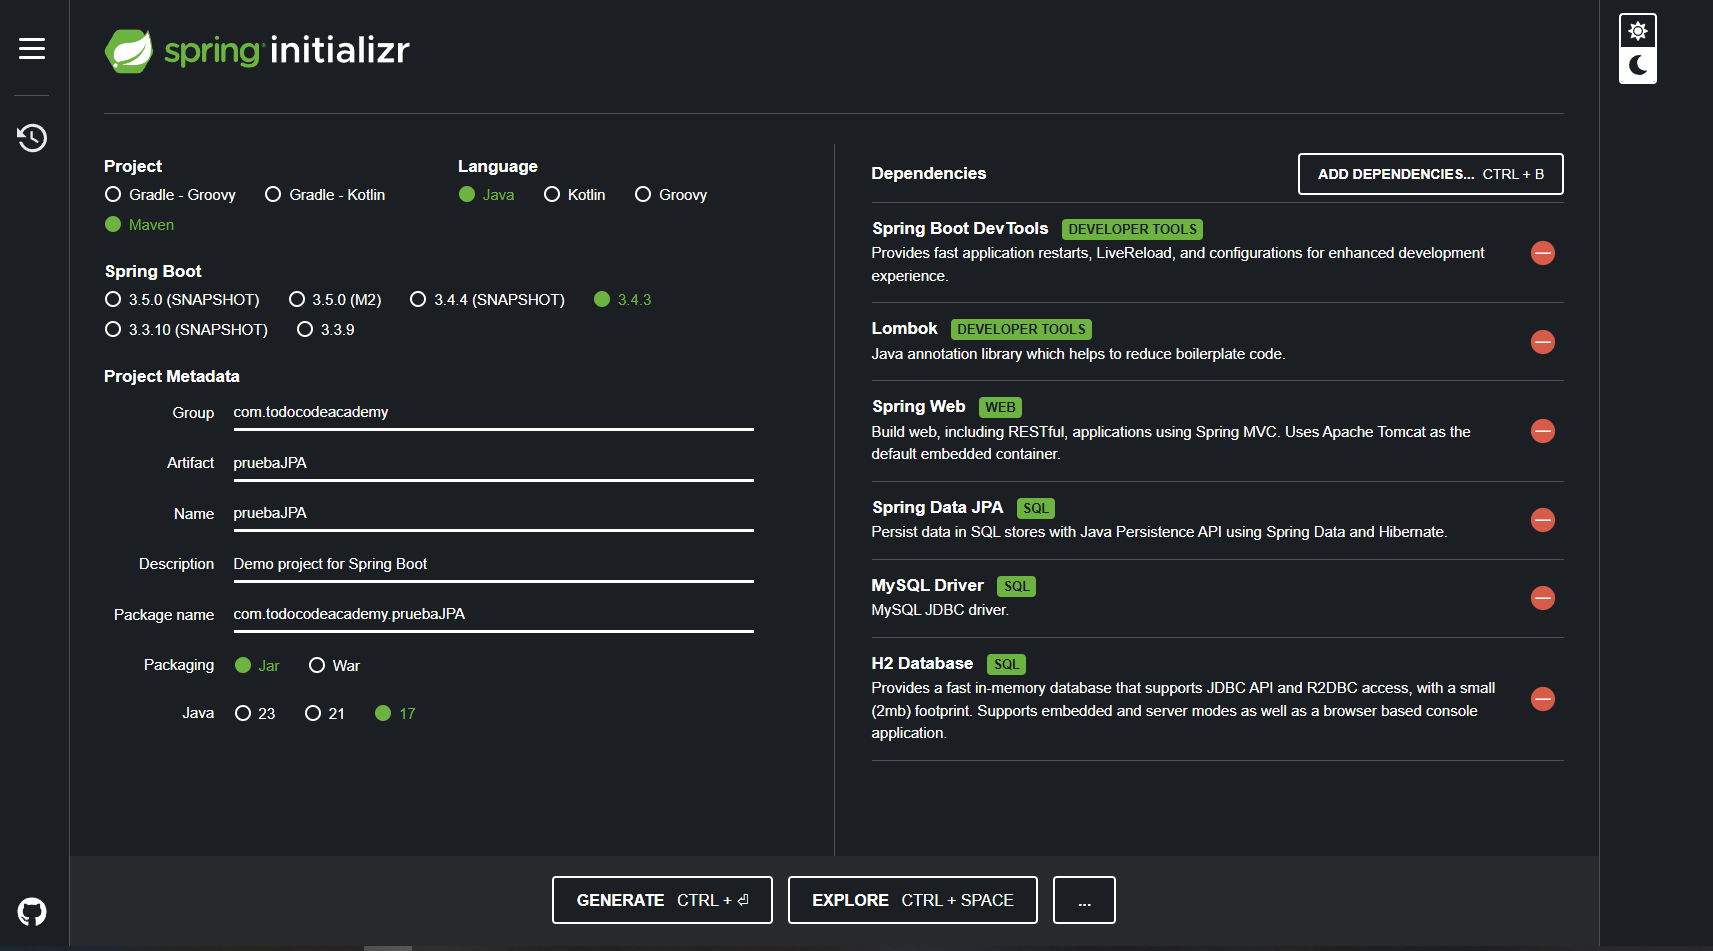 spring initializr
Project
Gradle - Groovy
Gradle - Kotlin
Maven
Language
Java
Kotlin
Groovy
Spring Boot
3.5.0 (SNAPSHOT)
3.5.0 (M2)
3.4.4 (SNAPSHOT)
3.4.3
3.3.10 (SNAPSHOT)
3.3.9
Project Metadata
Group com.todocodeacademy
Artifact pruebaJPA
Name pruebaJPA
Description Demo project for Spring Boot
Package name com.todocodeacademy.pruebaJPA
Packaging Jar War
Java 23 21 17
Dependencies
ADD DEPENDENCIES... CTRL + B
Spring Boot DevTools DEVELOPER TOOLS
Provides fast application restarts, LiveReload, and configurations for enhanced development
experience.
Lombok DEVELOPER TOOLS
Java annotation library which helps to reduce boilerplate code.
Spring Web WEB
Build web, including RESTful, applications using Spring MVC. Uses Apache Tomcat as the
default embedded container.
Spring Data JPA SQL
Persist data in SQL stores with Java Persistence API using Spring Data and Hibernate.
MySQL Driver SQL
MySQL JDBC driver.
H2 Database SQL
Provides a fast in-memory database that supports JDBC API and R2DBC access, with a small
(2mb) footprint. Supports embedded and server modes as well as a browser based console
application.
GENERATE CTRL + ⏎
EXPLORE CTRL + SPACE
...